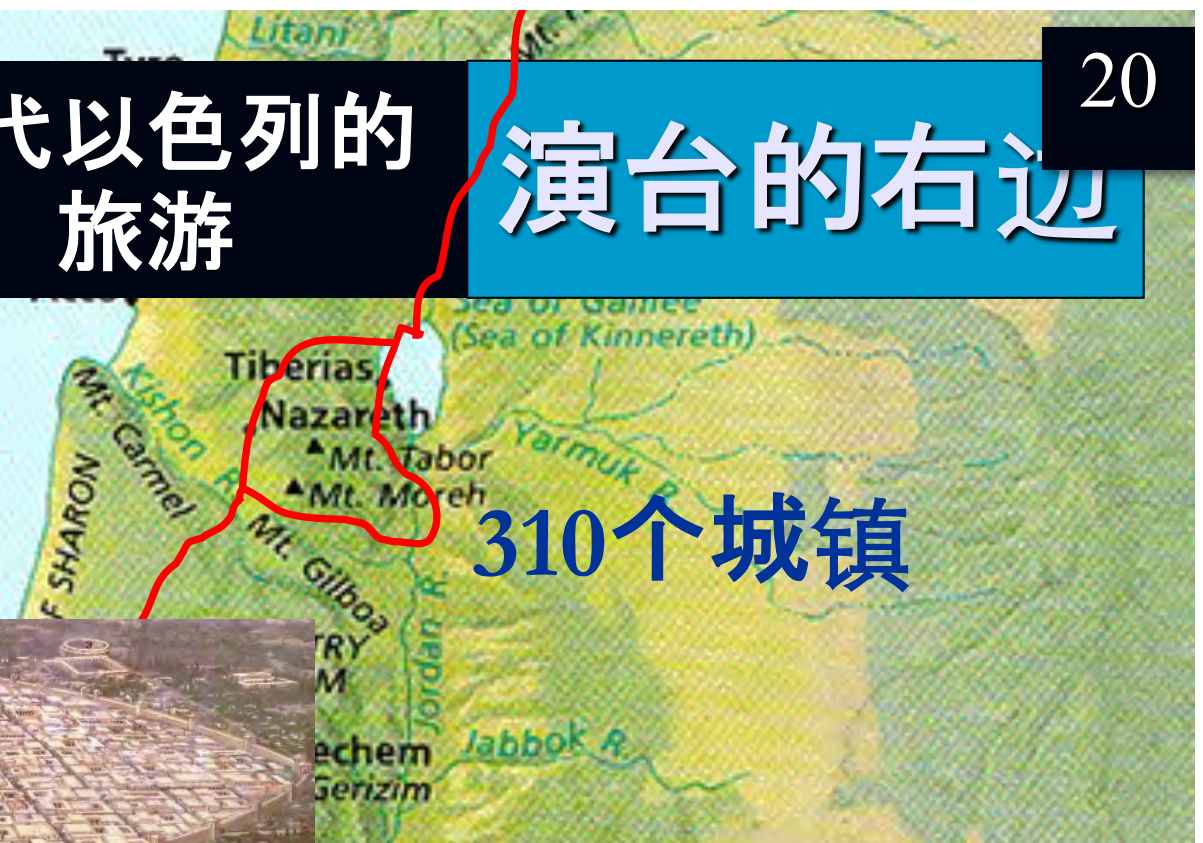 Litani
20
代以色列的
旅游
演台的右边
Sea of Galilee
(Sea of Kinnereth)
Tiberias
Nazareth
Mt. Tabor
Mt. Moreh
Kishon R.
Mt. Carmel
Yarmuk R.
310个城镇
F SHARON
Mt. Gilboa
Jordan R.
TRY
M
echem
Gerizim
Jabbok R.
3